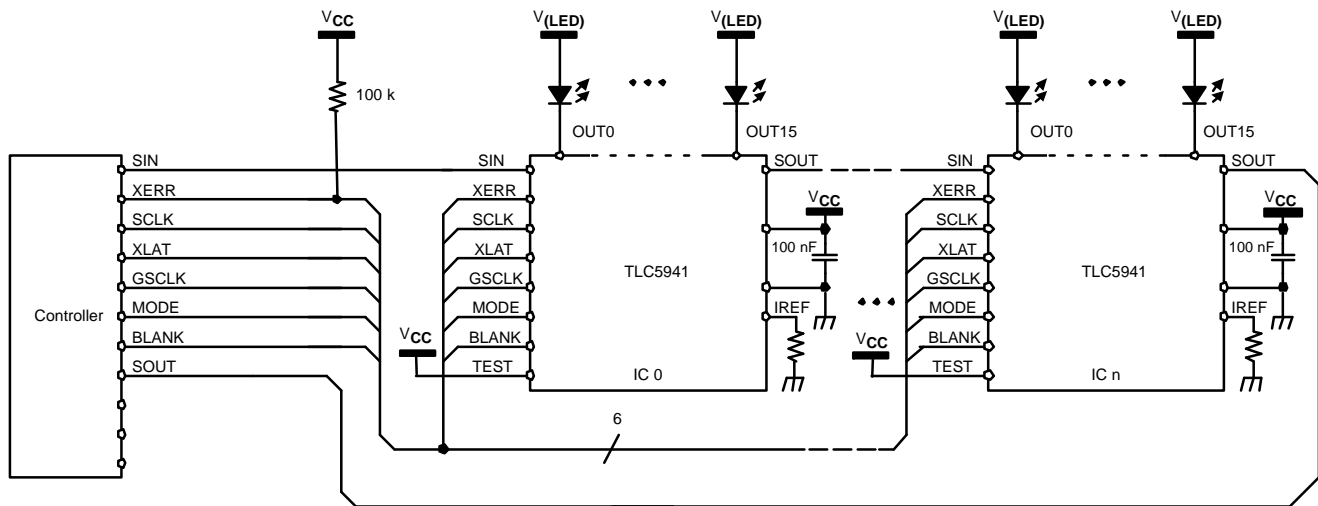 VCC
V(LED)
V(LED)
V(LED)
V(LED)
100 k
OUT0
OUT15
OUT0
OUT15
SIN
SIN
SOUT
SIN
SOUT
XERR
XERR
XERR
VCC
VCC
SCLK
SCLK
SCLK
100 nF
100 nF
XLAT
XLAT
TLC5941
XLAT
TLC5941
GSCLK
GSCLK
GSCLK
Controller
MODE
MODE
IREF
MODE
IREF
BLANK
VCC
BLANK
VCC
BLANK
SOUT
TEST
IC 0
TEST
IC n
6